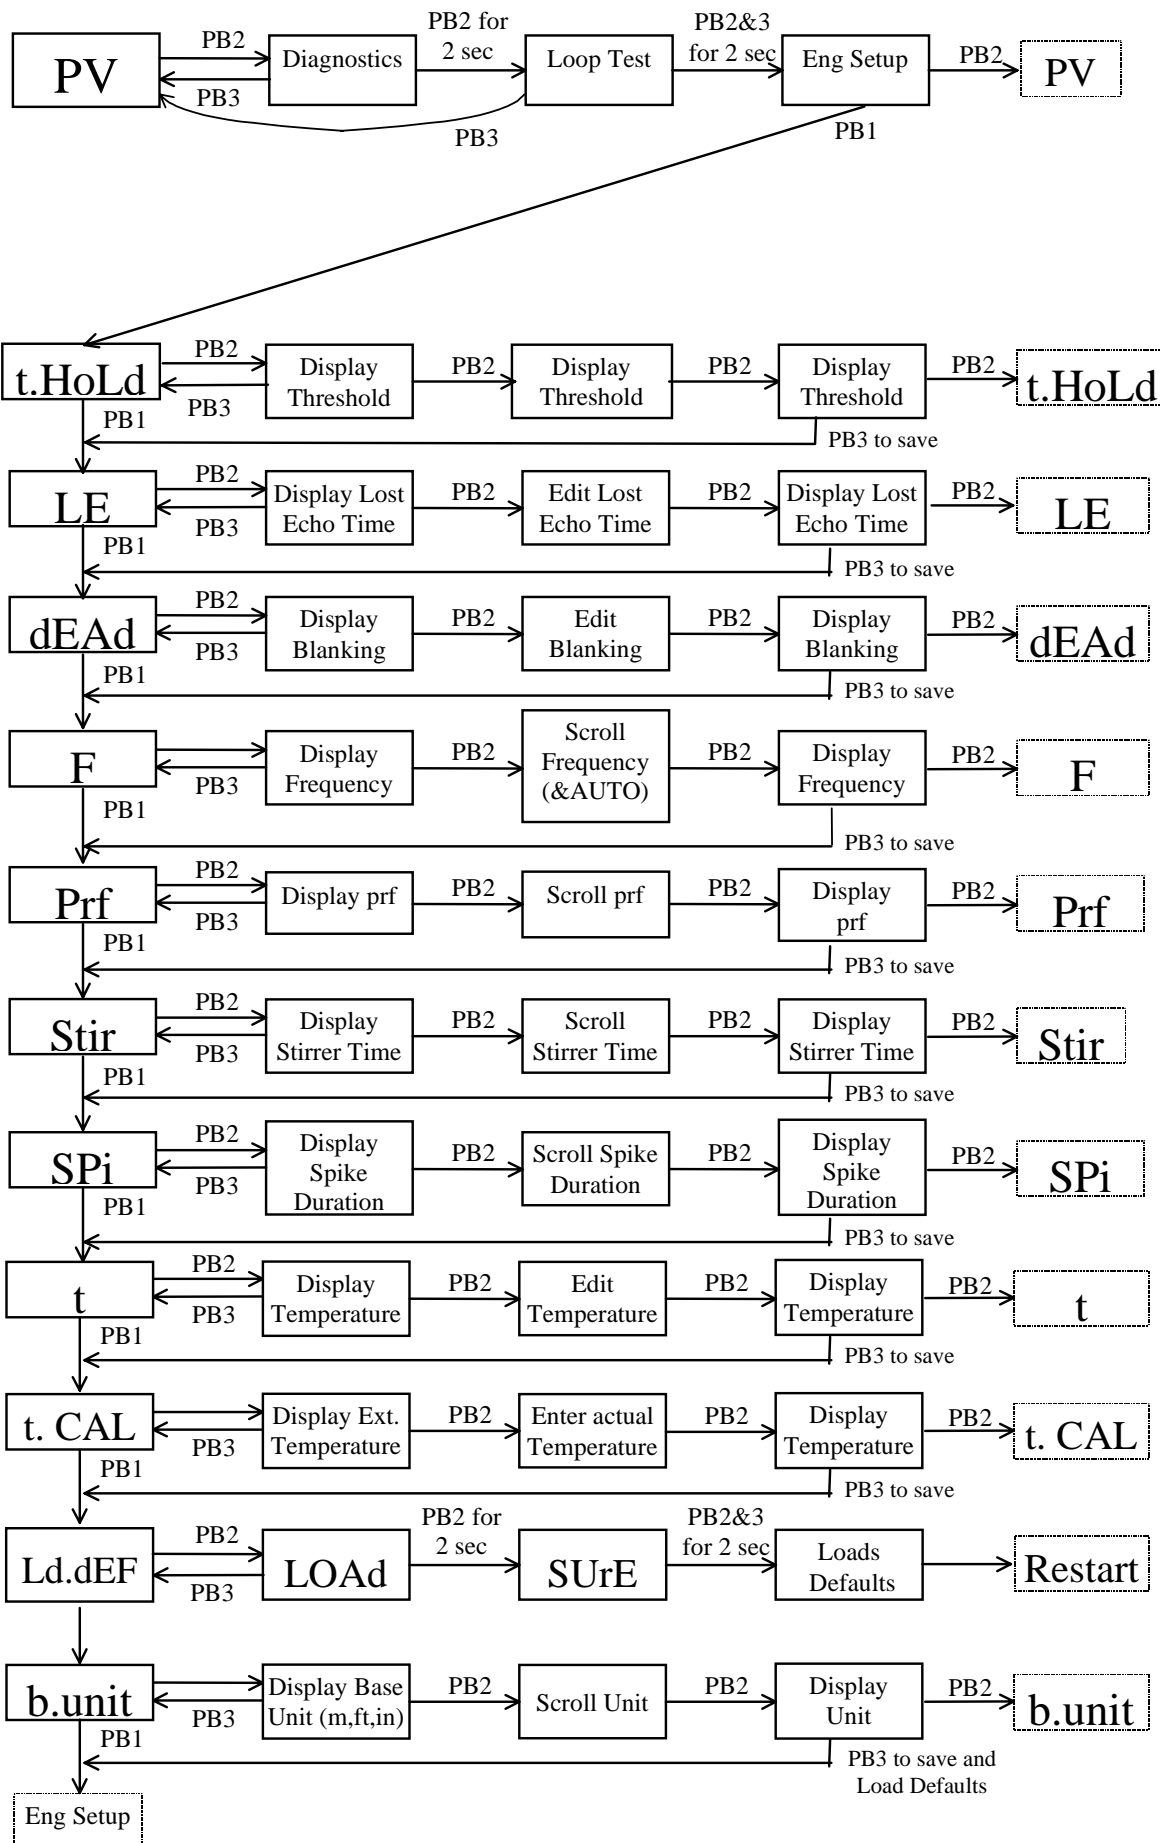 PV
PB2
PB3
Diagnostics
PB2 for
2 sec
Loop Test
PB3
PB2&3
for 2 sec
Eng Setup
PB1
PB2
PV
t.HoLd
PB2
PB3
PB1
Display
Threshold
PB2
Display
Threshold
PB2
Display
Threshold
PB2
t.HoLd
PB3 to save
LE
PB2
PB3
PB1
Display Lost
Echo Time
PB2
Edit Lost
Echo Time
PB2
Display Lost
Echo Time
PB2
LE
PB3 to save
dEAd
PB2
PB3
PB1
Display
Blanking
PB2
Edit
Blanking
PB2
Display
Blanking
PB2
dEAd
PB3 to save
F
PB3
PB1
Display
Frequency
PB2
Scroll
Frequency
(&AUTO)
PB2
Display
Frequency
PB2
F
PB3 to save
Prf
PB2
PB3
PB1
Display prf
PB2
Scroll prf
PB2
Display
prf
PB2
Prf
PB3 to save
Stir
PB2
PB3
PB1
Display
Stirrer Time
PB2
Scroll
Stirrer Time
PB2
Display
Stirrer Time
PB2
Stir
PB3 to save
SPi
PB2
PB3
PB1
Display
Spike
Duration
PB2
Scroll Spike
Duration
PB2
Display
Spike
Duration
PB2
SPi
PB3 to save
t
PB2
PB3
PB1
Display
Temperature
PB2
Edit
Temperature
PB2
Display
Temperature
PB2
t
PB3 to save
t. CAL
PB3
PB1
Display Ext.
Temperature
PB2
Enter actual
Temperature
PB2
Display
Temperature
PB2
t. CAL
PB3 to save
Ld.dEF
PB2
PB3
LOAd
PB2 for
2 sec
SUrE
PB2&3
for 2 sec
Loads
Defaults
Restart
b.unit
PB2
PB3
PB1
Display Base
Unit (m,ft,in)
PB2
Scroll Unit
PB2
Display
Unit
PB2
b.unit
PB3 to save and
Load Defaults
Eng Setup